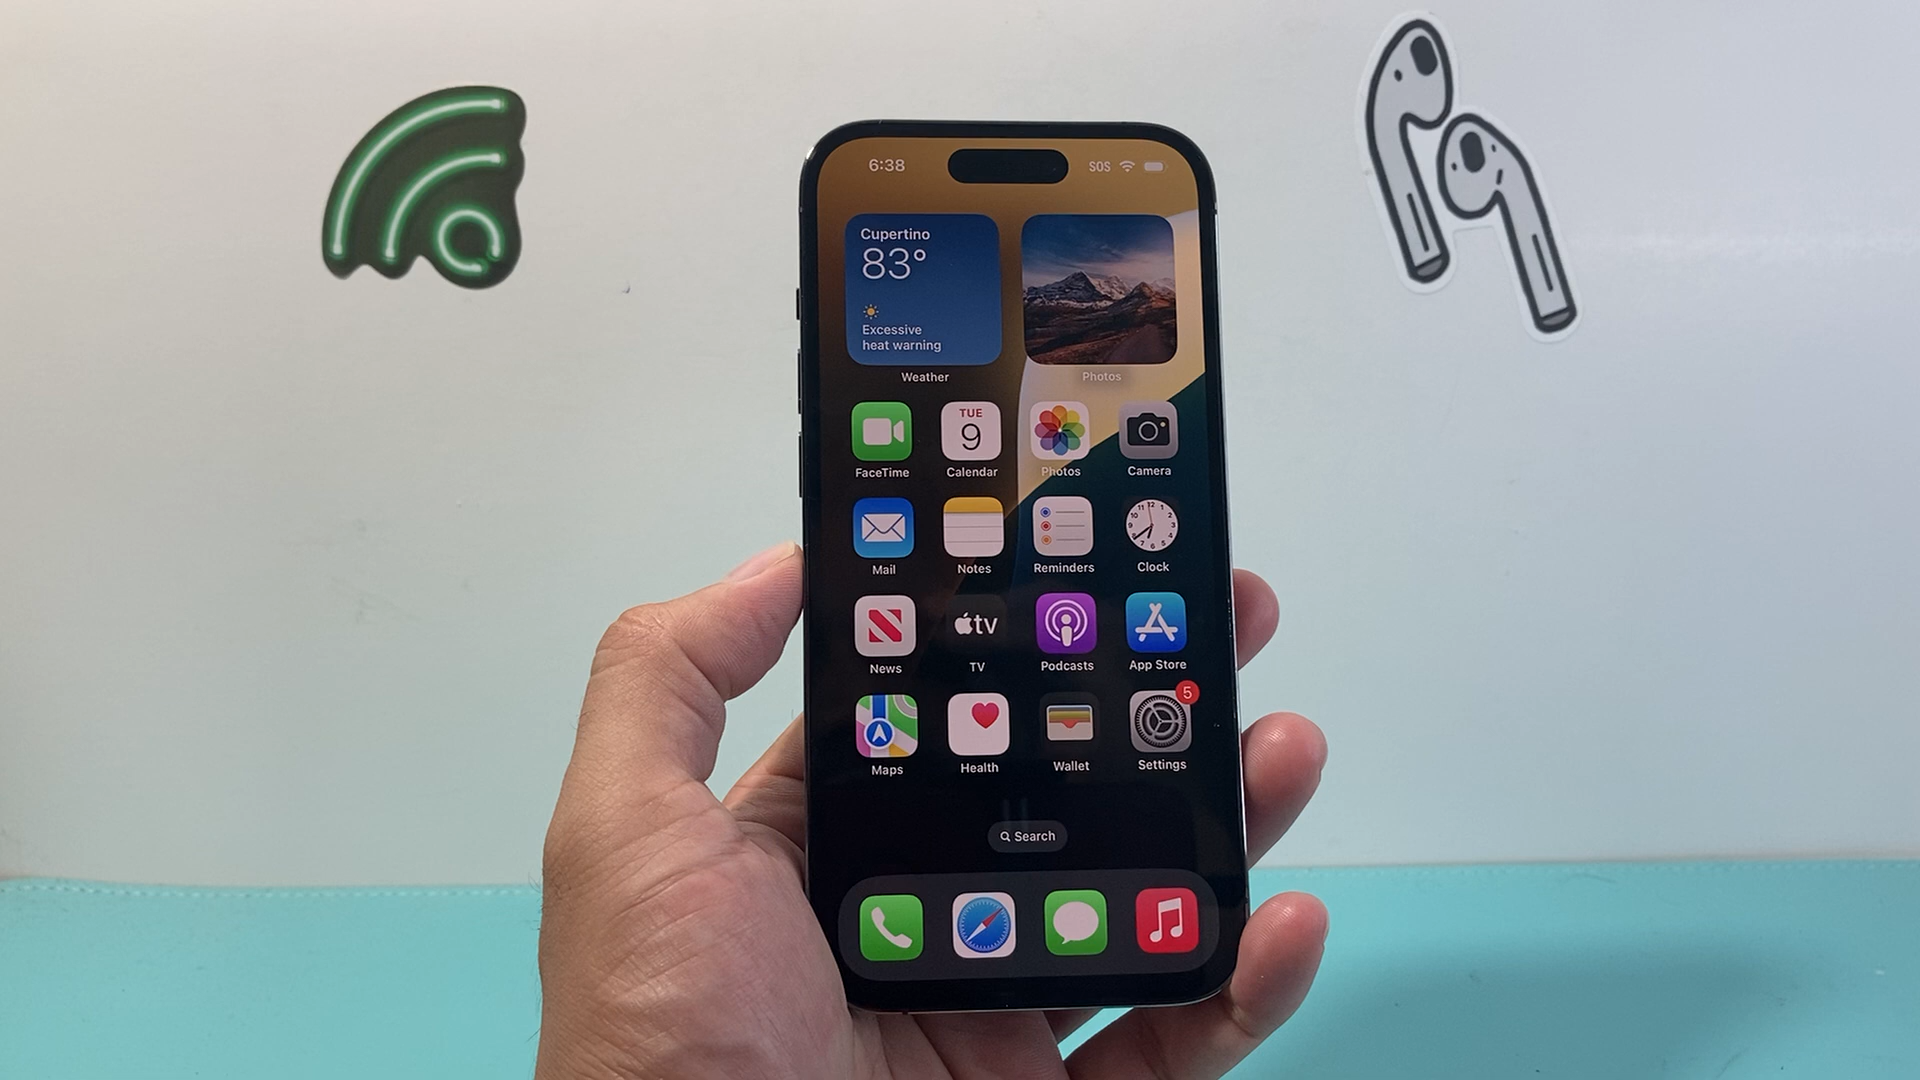 6:38 SOS
Cupertino
83°
Excessive
heat warning
Weather Photos
TUE
9
FaceTime Calendar Photos Camera
Mail Notes Reminders Clock
tv
News TV Podcasts App Store
5
Maps Health Wallet Settings
Search